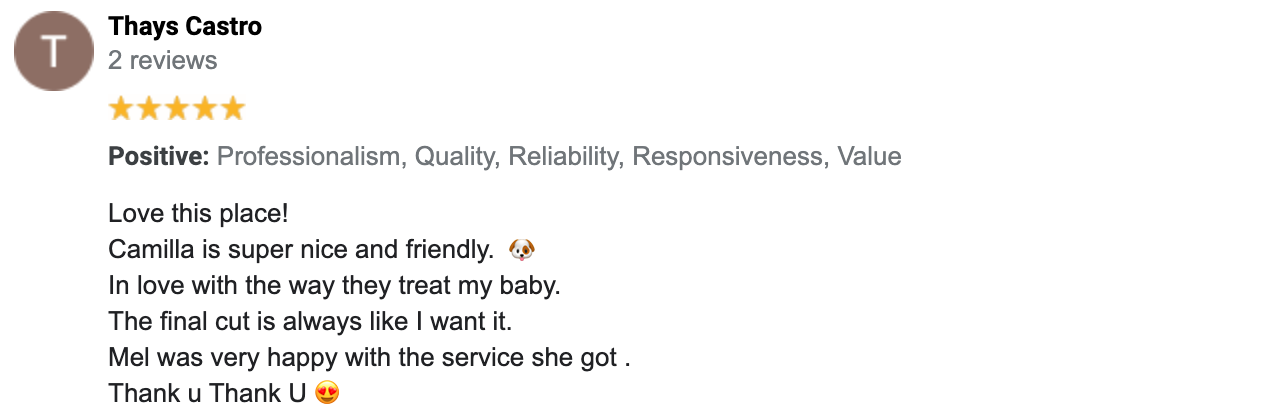 T
Thays Castro
2 reviews
Positive: Professionalism, Quality, Reliability, Responsiveness, Value
Love this place!
Camilla is super nice and friendly. 🐶
In love with the way they treat my baby.
The final cut is always like I want it.
Mel was very happy with the service she got .
Thank u Thank U 😍